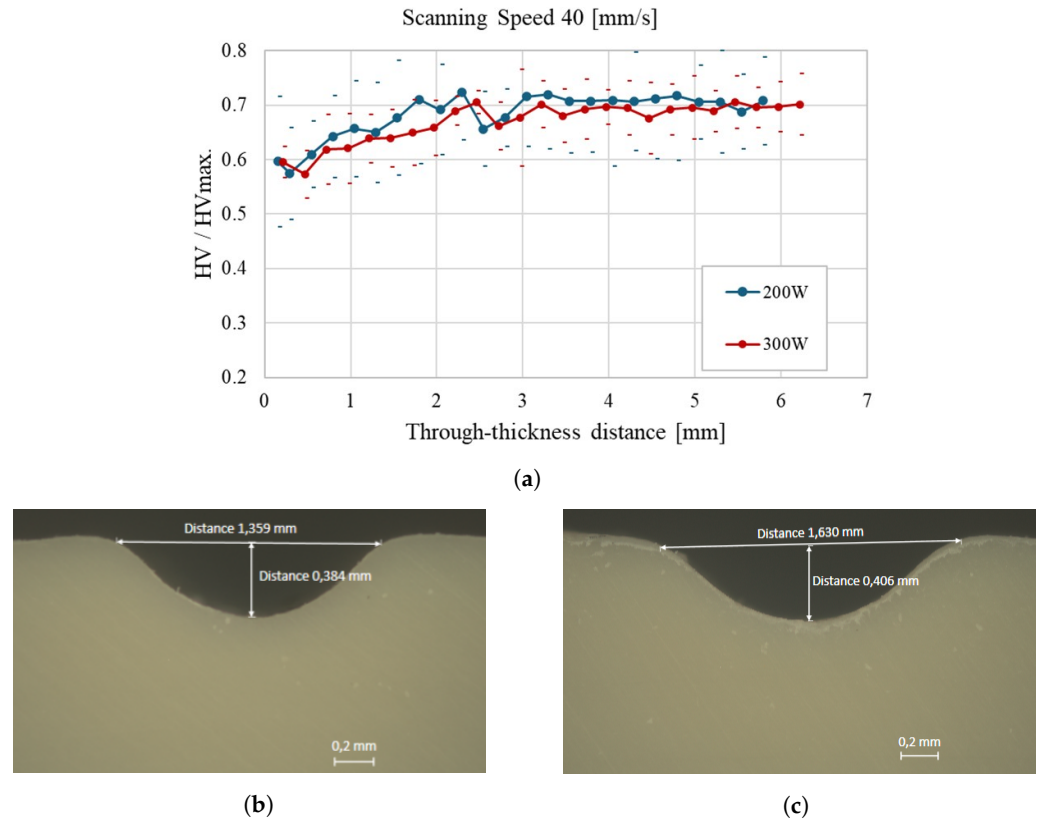 Scanning Speed 40 [mm/s]
0.8
0.7
0.6
0.5
0.4
0.3
0.2
HV / HVmax.
200W
300W
0 1 2 3 4 5 6 7
Through-thickness distance [mm]
(a)
Distance 1,359 mm
Distance 0,384 mm
0,2 mm
(b)
Distance 1,630 mm
Distance 0,406 mm
0,2 mm
(c)